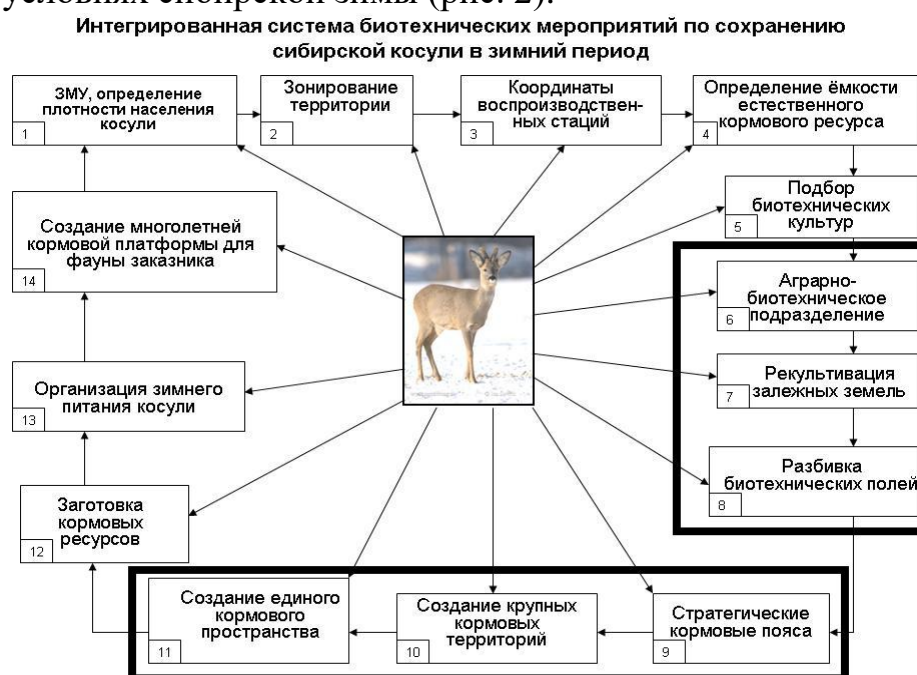 условиях сибирской зимы (рис. 2).
Интегрированная система биотехнических мероприятий по сохранению
сибирской косули в зимний период
ЗМУ, определение
плотности населения
косули
1
Зонирование
территории
2
Координаты
воспроизводствен-
ных стаций
3
Определение ёмкости
естественного
кормового ресурса
4
Подбор
биотехнических
культур
5
Аграрно-
биотехническое
подразделение
6
Рекультивация
залежных земель
7
Разбивка
биотехнических полей
8
Стратегические
кормовые пояса
9
Создание крупных
кормовых
территорий
10
Создание единого
кормового
пространства
11
Заготовка
кормовых
ресурсов
12
Организация зимнего
питания косули
13
Создание многолетней
кормовой платформы для
фауны заказника
14